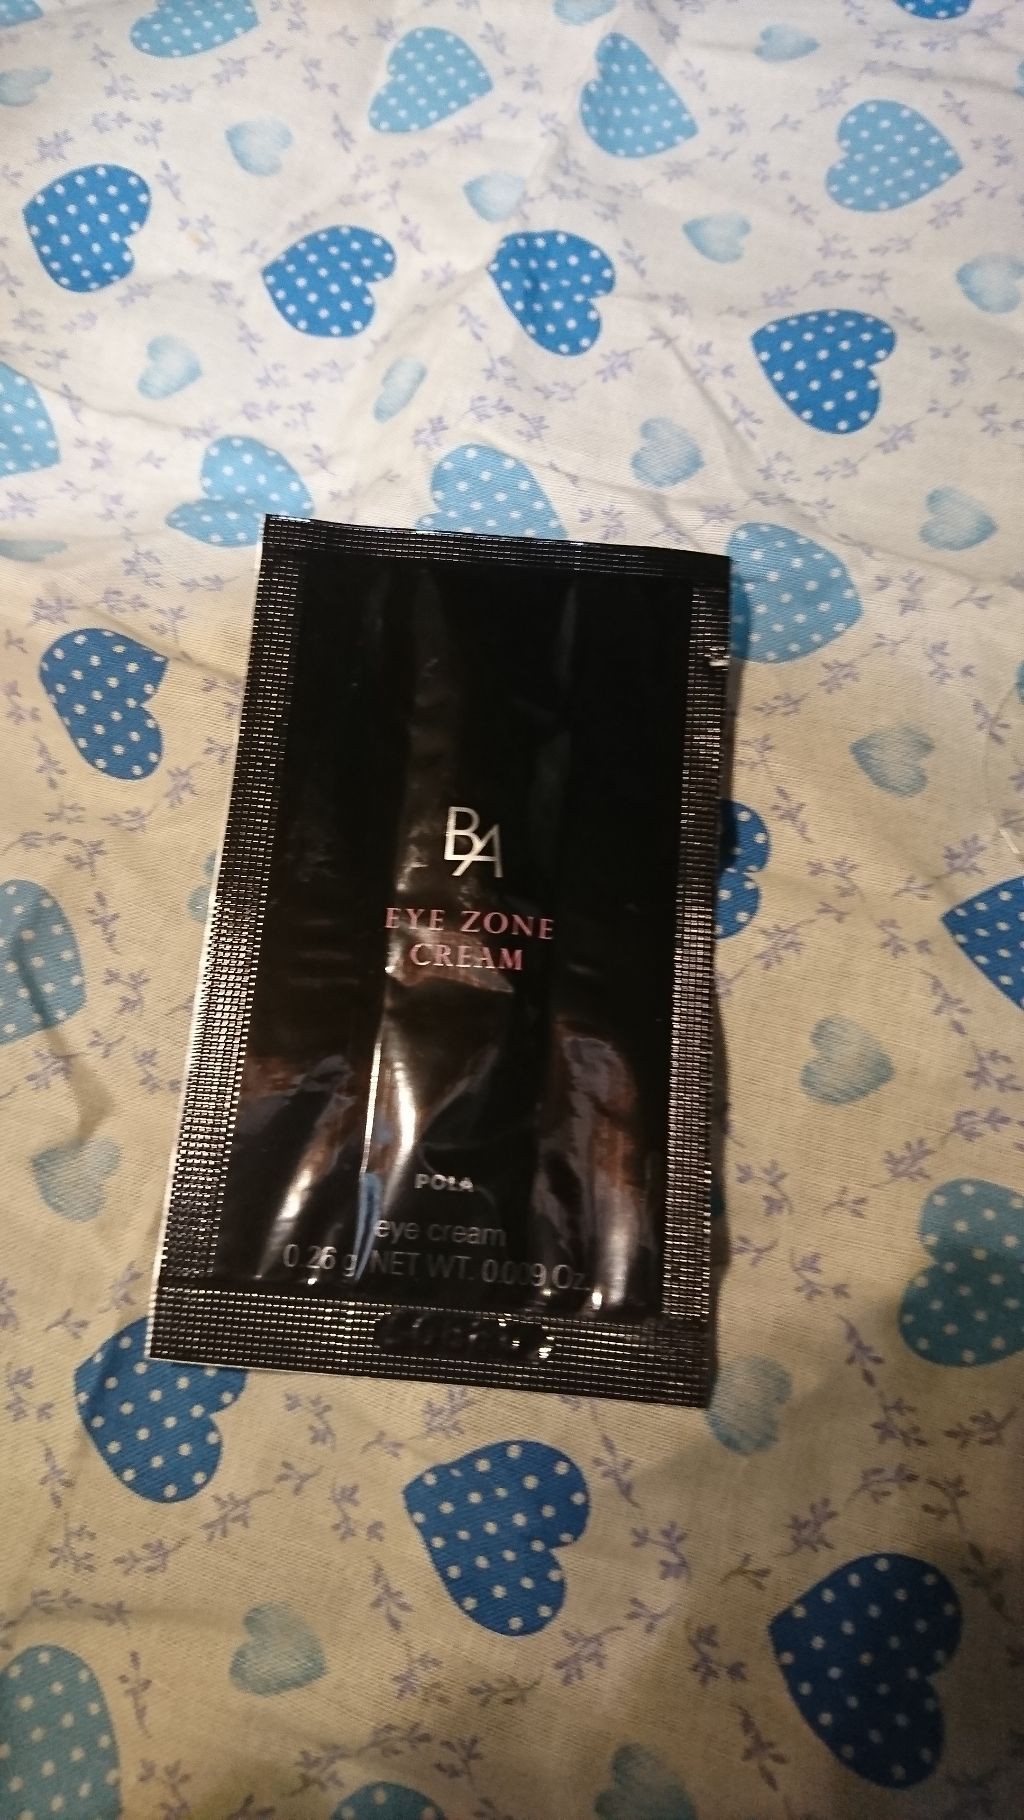 BA
EYE ZONE
CREAM
POLA
eye cream
0.26 g NET WT. 0.009 Oz.